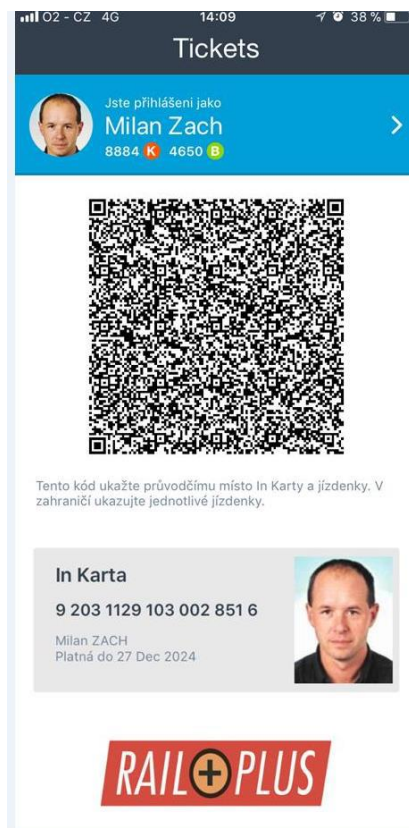 O2 - CZ 4G 14:09 38 %
Tickets
Jste přihlášeni jako
Milan Zach
8884 K 4650 B
Tento kód ukažte průvodčímu místo In Karty a jízdenky. V
zahraničí ukazujte jednotlivé jízdenky.
In Karta
9 203 1129 103 002 851 6
Milan ZACH
Platná do 27 Dec 2024
RAIL+PLUS